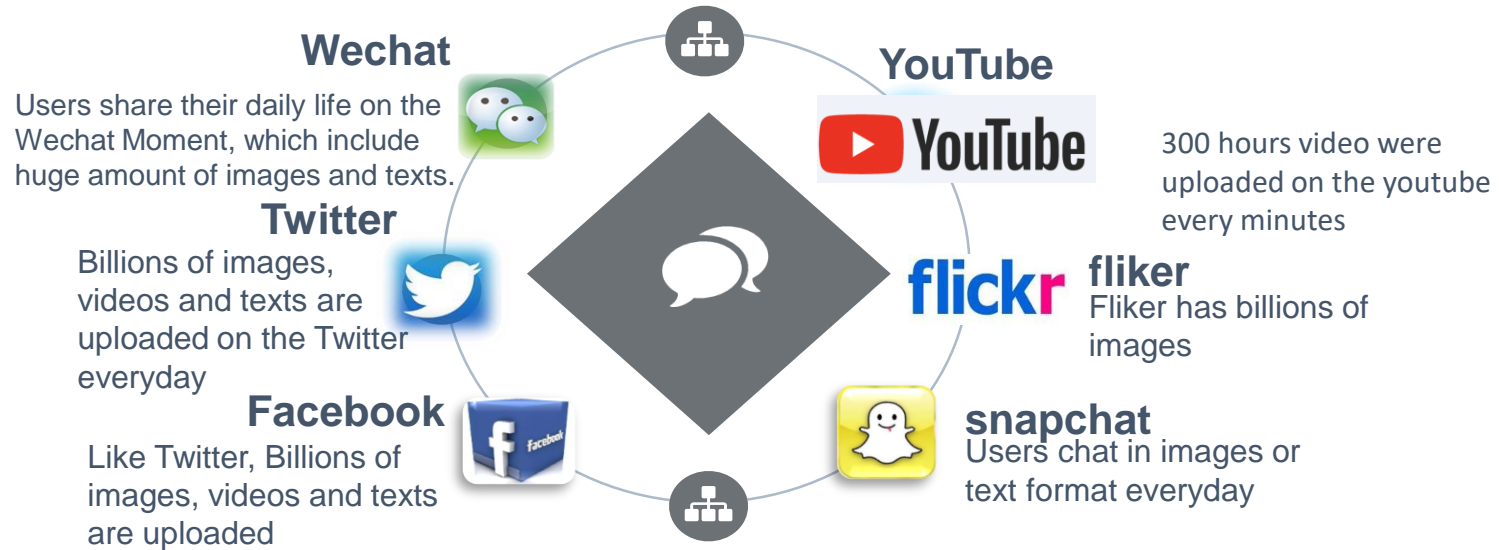 Wechat
Users share their daily life on the
Wechat Moment, which include
huge amount of images and texts.
Twitter
Billions of images,
videos and texts are
uploaded on the Twitter
everyday
Facebook
facebook
Like Twitter, Billions of
images, videos and texts
are uploaded
YouTube
YouTube
300 hours video were
uploaded on the youtube
every minutes
flickr
fliker
Fliker has billions of
images
snapchat
Users chat in images or
text format everyday